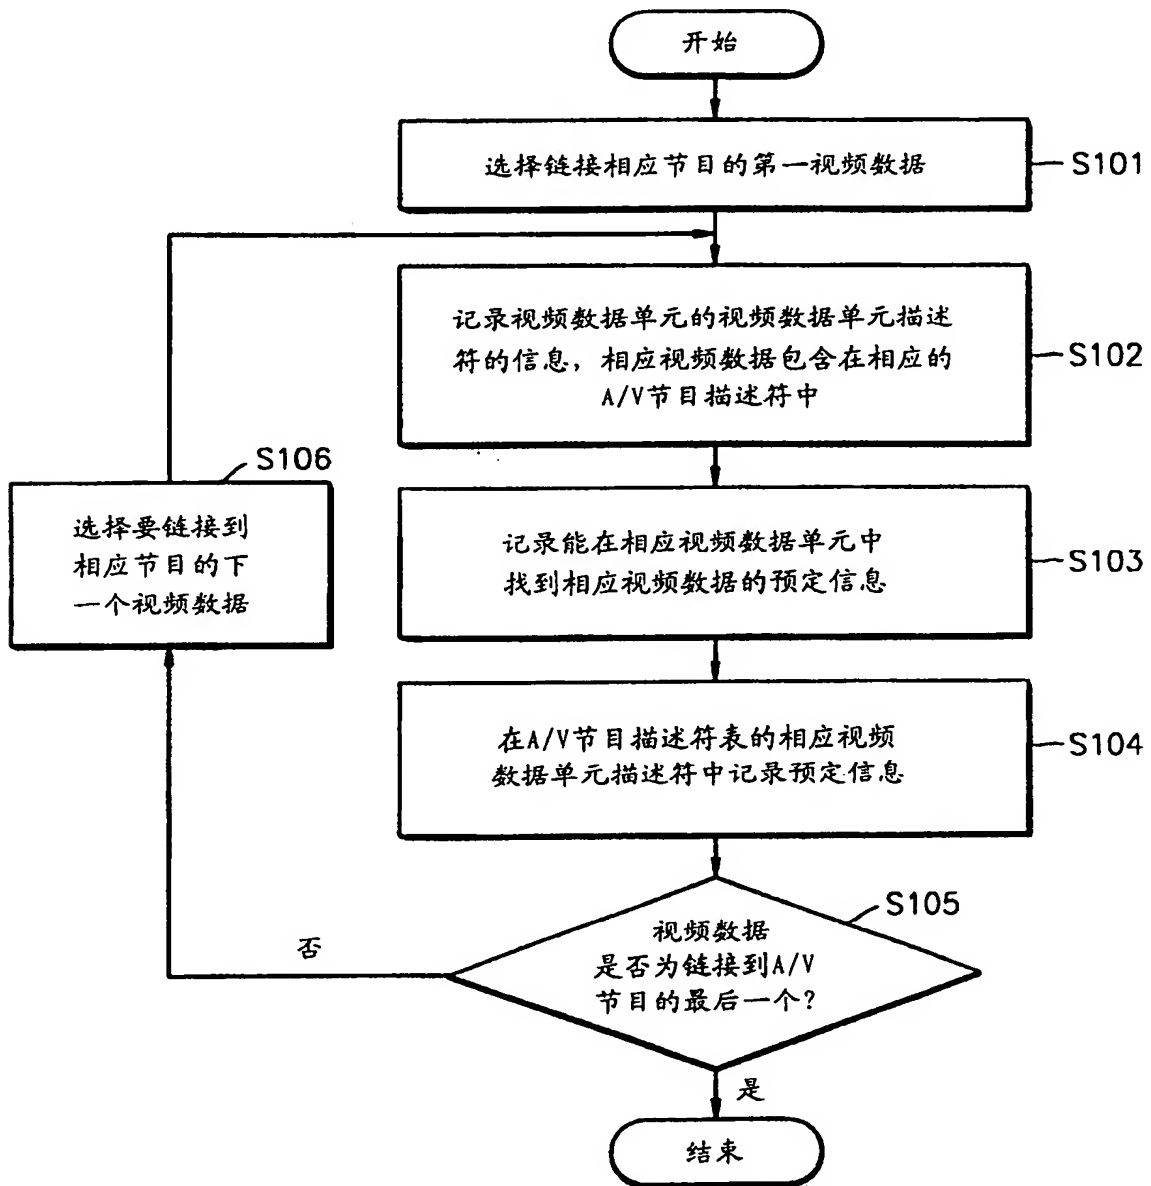 开始
选择链接相应节目的第一视频数据
S101
记录视频数据单元的视频数据单元描述
符的信息，相应视频数据包含在相应的
A/V节目描述符中
S102
S106
选择要链接到
相应节目的下
一个视频数据
记录能在相应视频数据单元中
找到相应视频数据的预定信息
S103
在A/V节目描述符表的相应视频
数据单元描述符中记录预定信息
S104
S105
视频数据
是否为链接到A/V
节目的最后一个？
否
是
结束